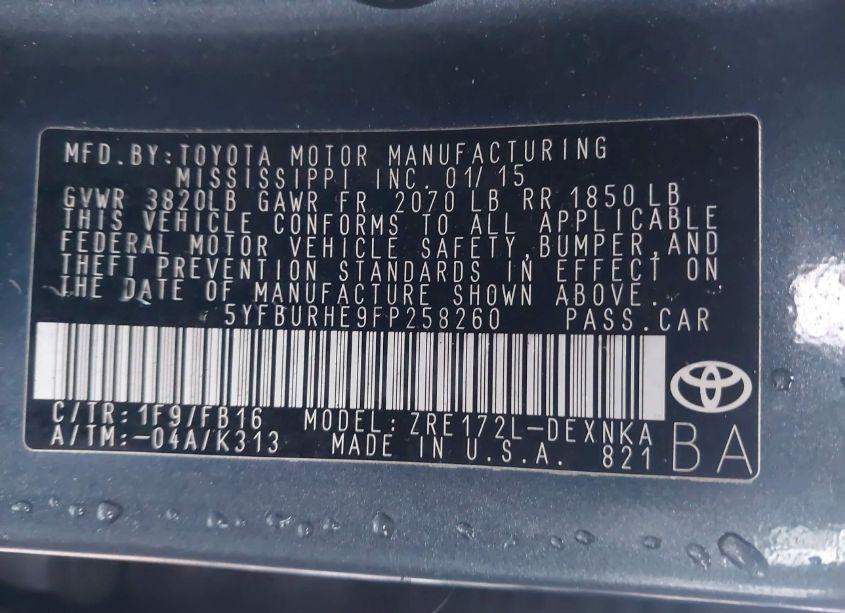 MFD.BY:TOYOTA MOTOR MANUFACTURING
MISSISSIPPI INC. 01/15
GVWR 3820LB GAWR FR 2070 LB RR 1850LB
THIS VEHICLE CONFORMS TO ALL APPLICABLE
FEDERAL MOTOR VEHICLE SAFETY,BUMPER,AND
THEFT PREVENTION STANDARDS IN EFFECT ON
THE DATE OF MANUFACTURE SHOWN ABOVE.
5YFBURHE9FP258260 PASS.CAR
C/TR:1F9/FB16 MODEL:ZRE172L-DEXNKA
A/TM:-04A/K313 MADE IN U.S.A. 821
BA